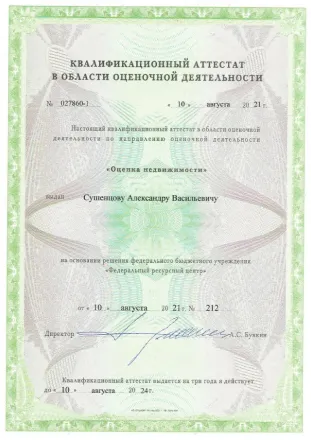 КВАЛИФИКАЦИОННЫЙ АТТЕСТАТ
В ОБЛАСТИ ОЦЕНОЧНОЙ ДЕЯТЕЛЬНОСТИ
№ 027860-1 « 10 » августа 20 21 г.
Настоящий квалификационный аттестат в области оценочной
деятельности по направлению оценочной деятельности
«Оценка недвижимости»
выдан Сушенцову Александру Васильевичу
на основании решения федерального бюджетного учреждения
«Федеральный ресурсный центр»
от « 10 » августа 20 21 г. № 212
Директор А.С. Бункин
Квалификационный аттестат выдается на три года и действует
до « 10 » августа 20 24 г.